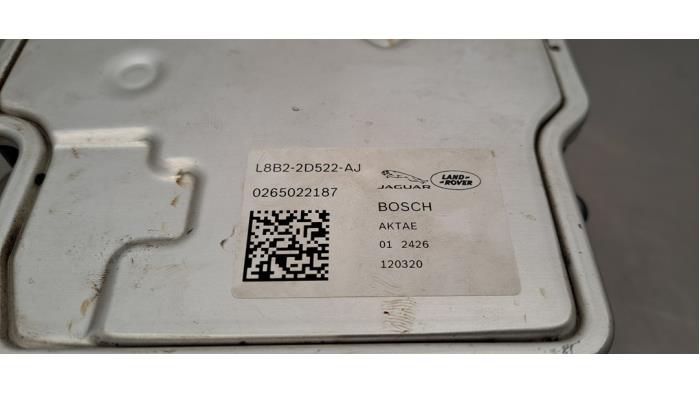 L8B2-2D522-AJ
0265022187
JAGUAR
LAND-
-ROVER
BOSCH
AKTAE
01 2426
120320